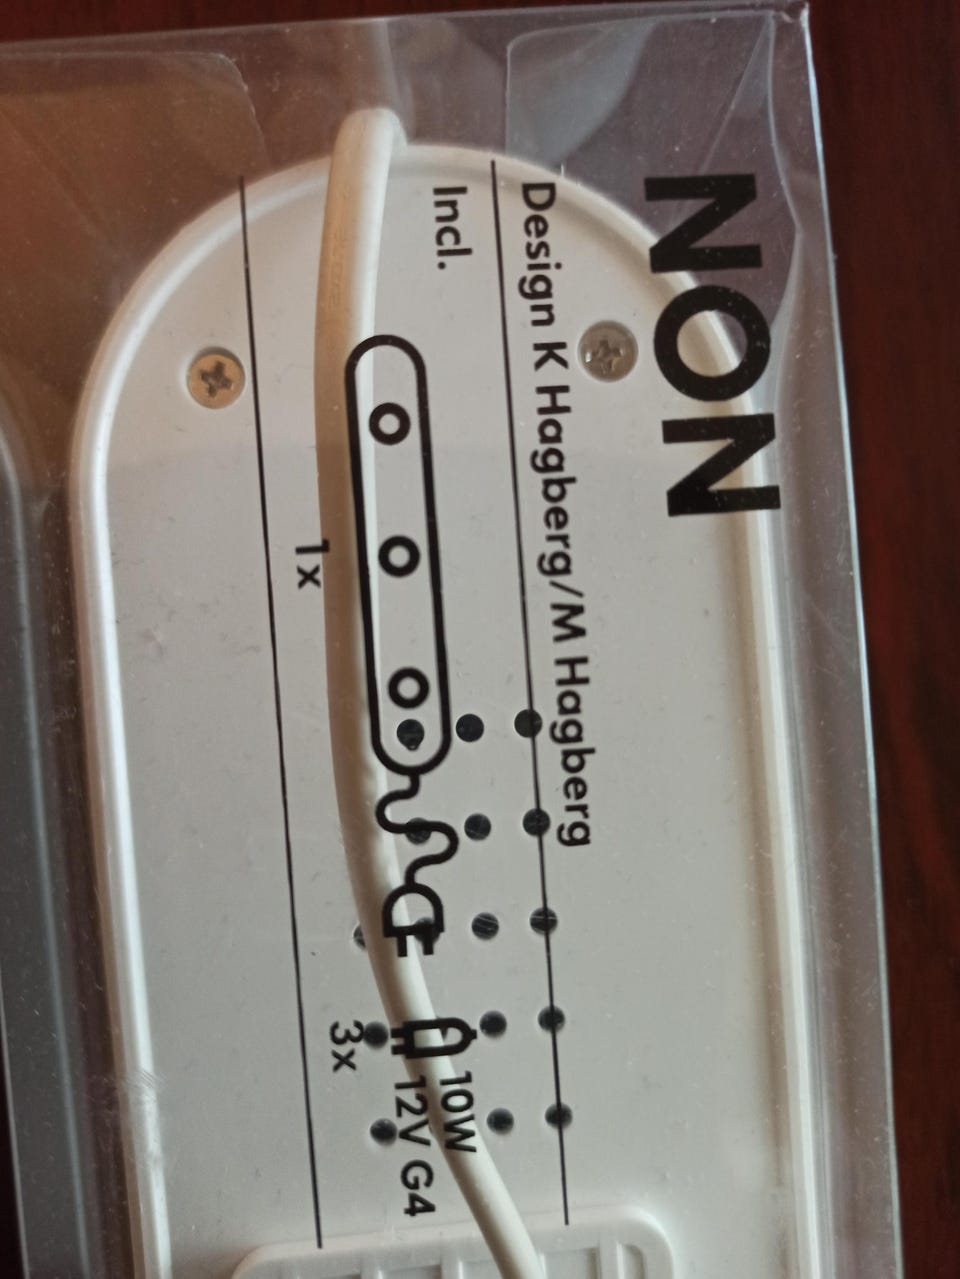 NON
Design K Hagberg/M Hagberg
Incl.
10W
12V G4
1x
3x